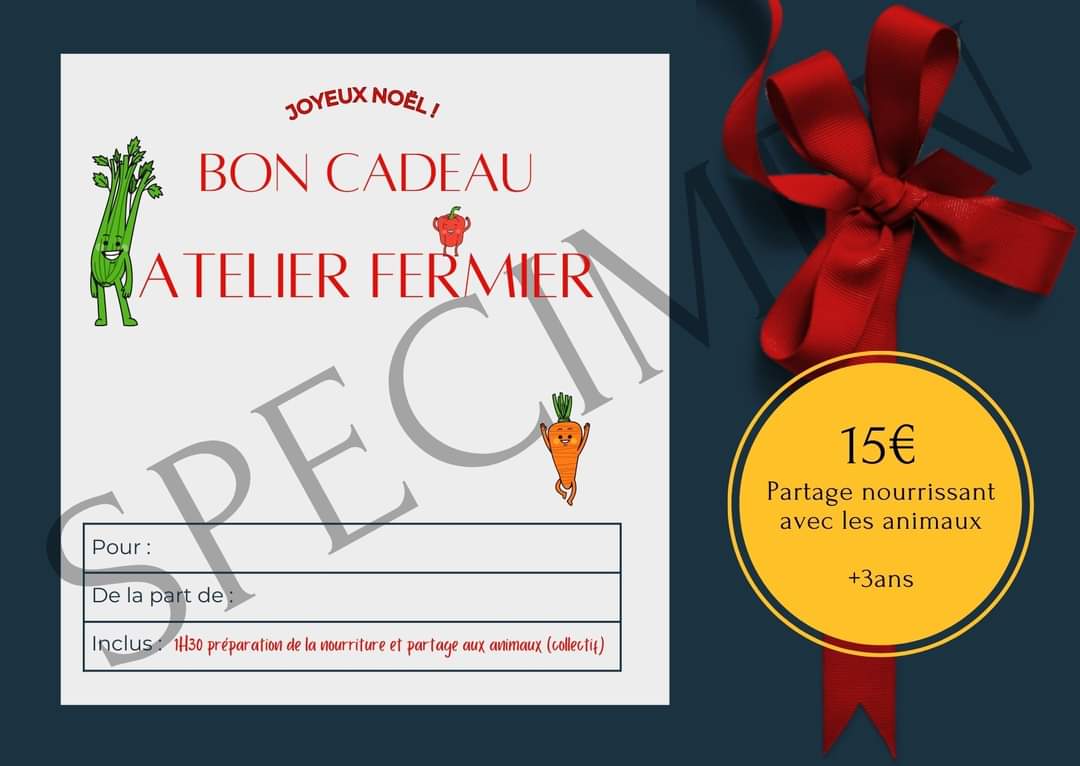 JOYEUX NOËL !
BON CADEAU
ATELIER FERMIER
Pour :
De la part de :
Inclus : 1H30 préparation de la nourriture et partage aux animaux (collectif)
15€
Partage nourrissant
avec les animaux
+3ans
SPECIMEN